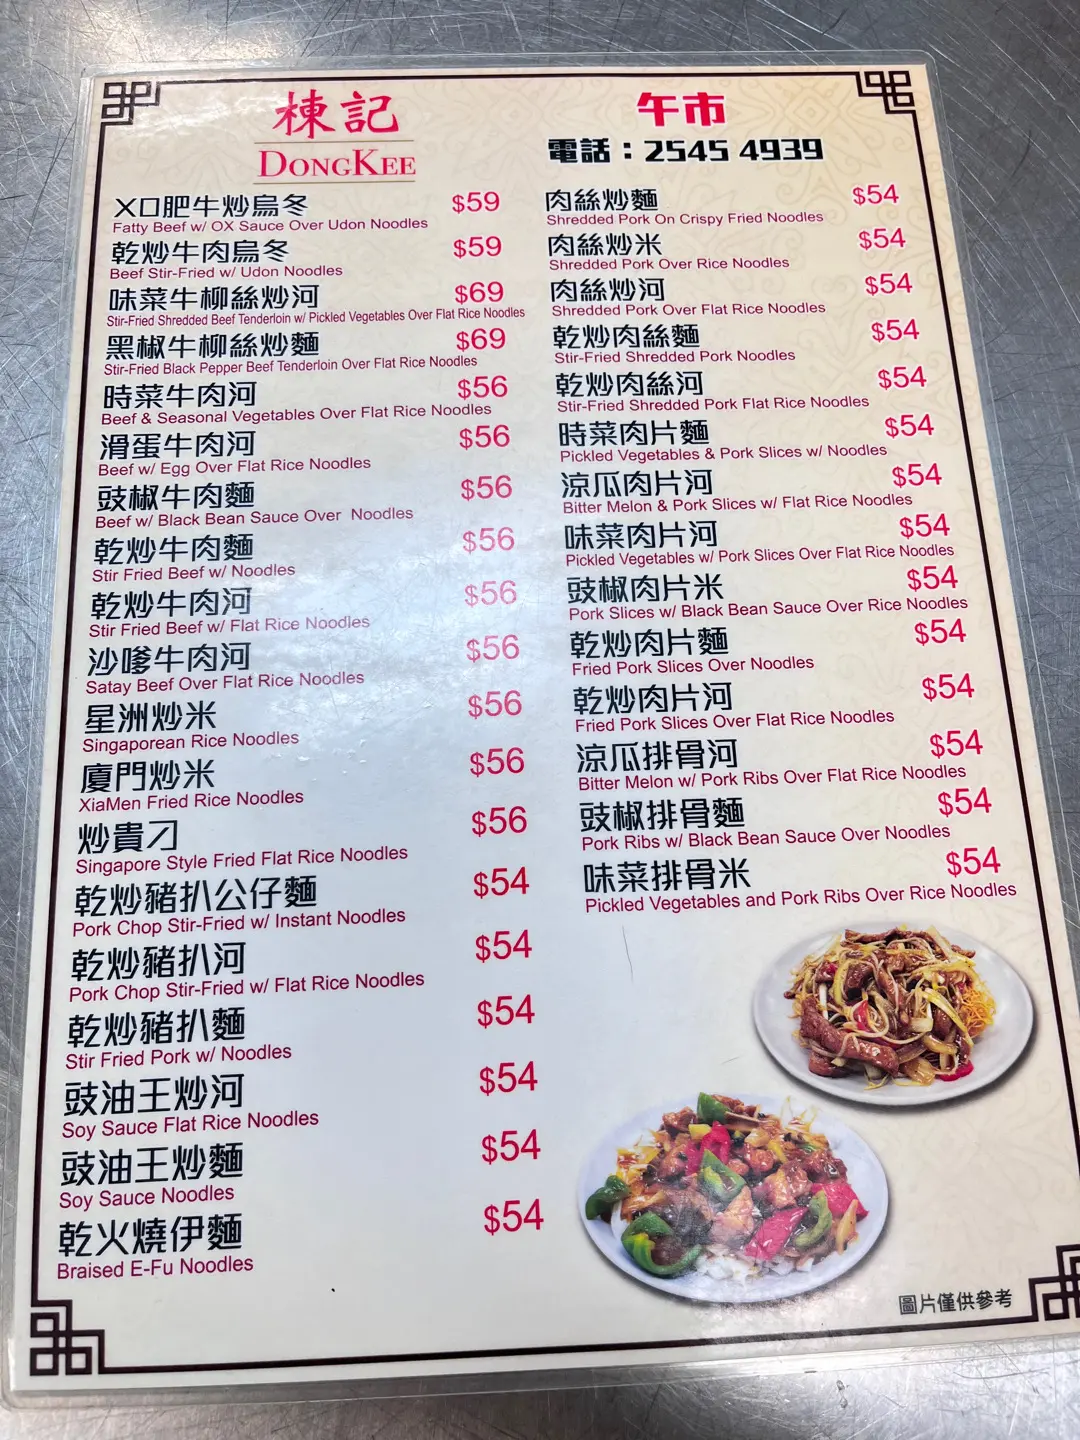 棟記
DONGKEE
午市
電話：2545 4939
XO肥牛炒烏冬 $59
Fatty Beef w/ OX Sauce Over Udon Noodles
乾炒牛肉烏冬 $59
Beef Stir-Fried w/ Udon Noodles
味菜牛柳絲炒河 $69
Stir-Fried Shredded Beef Tenderloin w/ Pickled Vegetables Over Flat Rice Noodles
黑椒牛柳絲炒麵 $69
Stir-Fried Black Pepper Beef Tenderloin Over Flat Rice Noodles
時菜牛肉河 $56
Beef & Seasonal Vegetables Over Flat Rice Noodles
滑蛋牛肉河 $56
Beef w/ Egg Over Flat Rice Noodles
豉椒牛肉麵 $56
Beef w/ Black Bean Sauce Over Noodles
乾炒牛肉麵 $56
Stir Fried Beef w/ Noodles
乾炒牛肉河 $56
Stir Fried Beef w/ Flat Rice Noodles
沙嗲牛肉河 $56
Satay Beef Over Flat Rice Noodles
星洲炒米 $56
Singaporean Rice Noodles
廈門炒米 $56
XiaMen Fried Rice Noodles
炒貴刁 $56
Singapore Style Fried Flat Rice Noodles
乾炒豬扒公仔麵 $54
Pork Chop Stir-Fried w/ Instant Noodles
乾炒豬扒河 $54
Pork Chop Stir-Fried w/ Flat Rice Noodles
乾炒豬扒麵 $54
Stir Fried Pork w/ Noodles
豉油王炒河 $54
Soy Sauce Flat Rice Noodles
豉油王炒麵 $54
Soy Sauce Noodles
乾火燒伊麵 $54
Braised E-Fu Noodles
肉絲炒麵 $54
Shredded Pork On Crispy Fried Noodles
肉絲炒米 $54
Shredded Pork Over Rice Noodles
肉絲炒河 $54
Shredded Pork Over Flat Rice Noodles
乾炒肉絲麵 $54
Stir-Fried Shredded Pork Noodles
乾炒肉絲河 $54
Stir-Fried Shredded Pork Flat Rice Noodles
時菜肉片麵 $54
Pickled Vegetables & Pork Slices w/ Noodles
涼瓜肉片河 $54
Bitter Melon & Pork Slices w/ Flat Rice Noodles
味菜肉片河 $54
Pickled Vegetables w/ Pork Slices Over Flat Rice Noodles
豉椒肉片米 $54
Pork Slices w/ Black Bean Sauce Over Rice Noodles
乾炒肉片麵 $54
Fried Pork Slices Over Noodles
乾炒肉片河 $54
Fried Pork Slices Over Flat Rice Noodles
涼瓜排骨河 $54
Bitter Melon w/ Pork Ribs Over Flat Rice Noodles
豉椒排骨麵 $54
Pork Ribs w/ Black Bean Sauce Over Noodles
味菜排骨米 $54
Pickled Vegetables and Pork Ribs Over Rice Noodles
圖片僅供參考